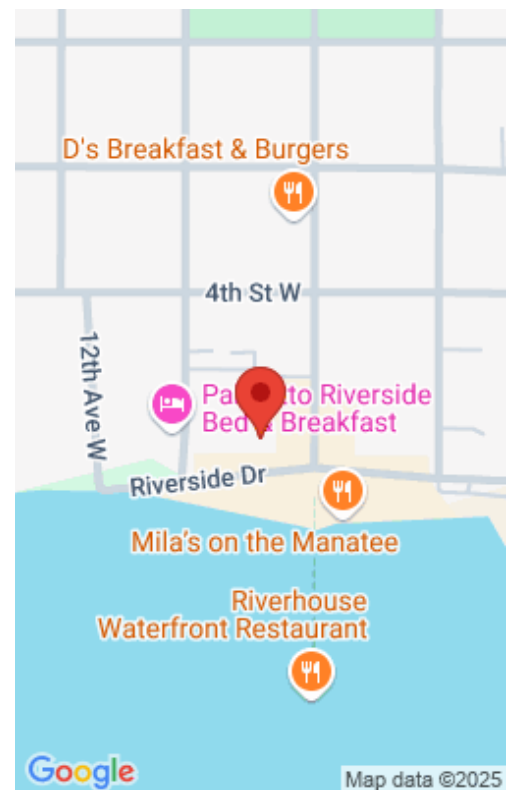 D's Breakfast & Burgers
4th St W
12th Ave W
Riverside
Bed & Breakfast
Riverside Dr
Mila's on the Manatee
Riverhouse
Waterfront Restaurant
Google
Map data ©2025